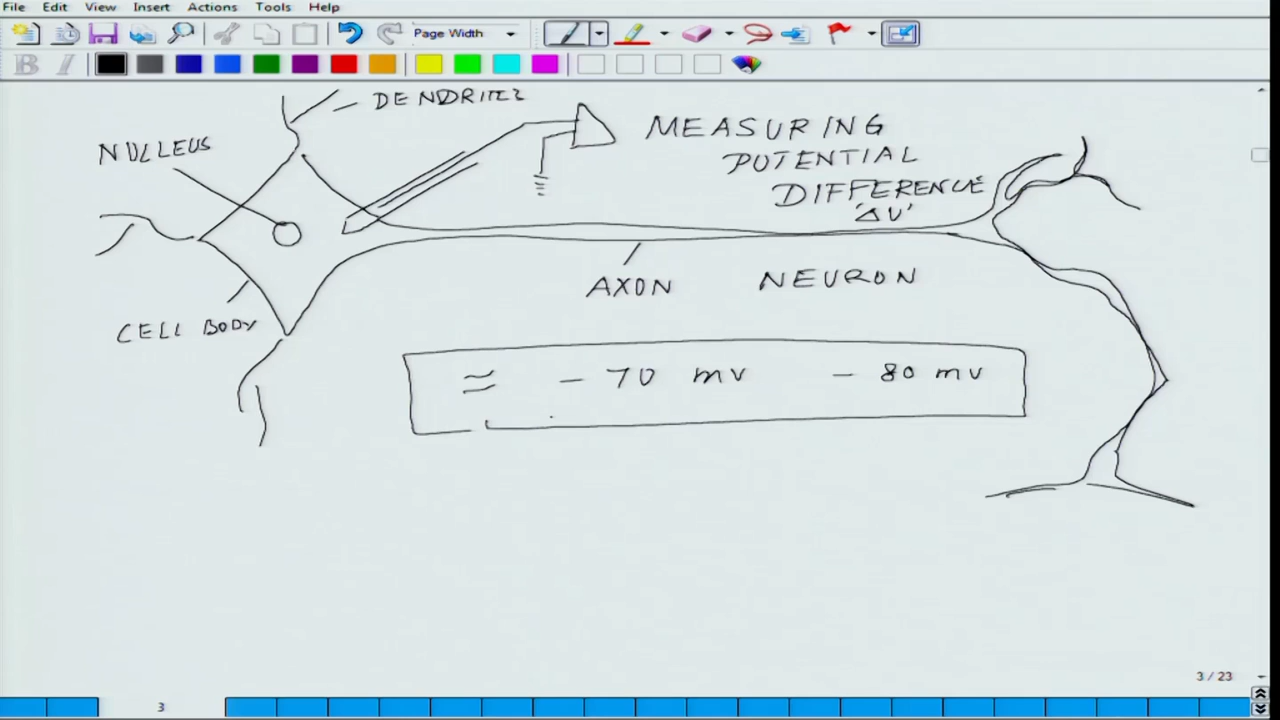 File Edit View Insert Actions Tools Help
Page Width
B I
DENDRITES
NUCLEUS
MEASURING
POTENTIAL
DIFFERENCE
'ΔV'
AXON
NEURON
CELL BODY
≈ - 70 mv - 80 mv
3 / 23
3